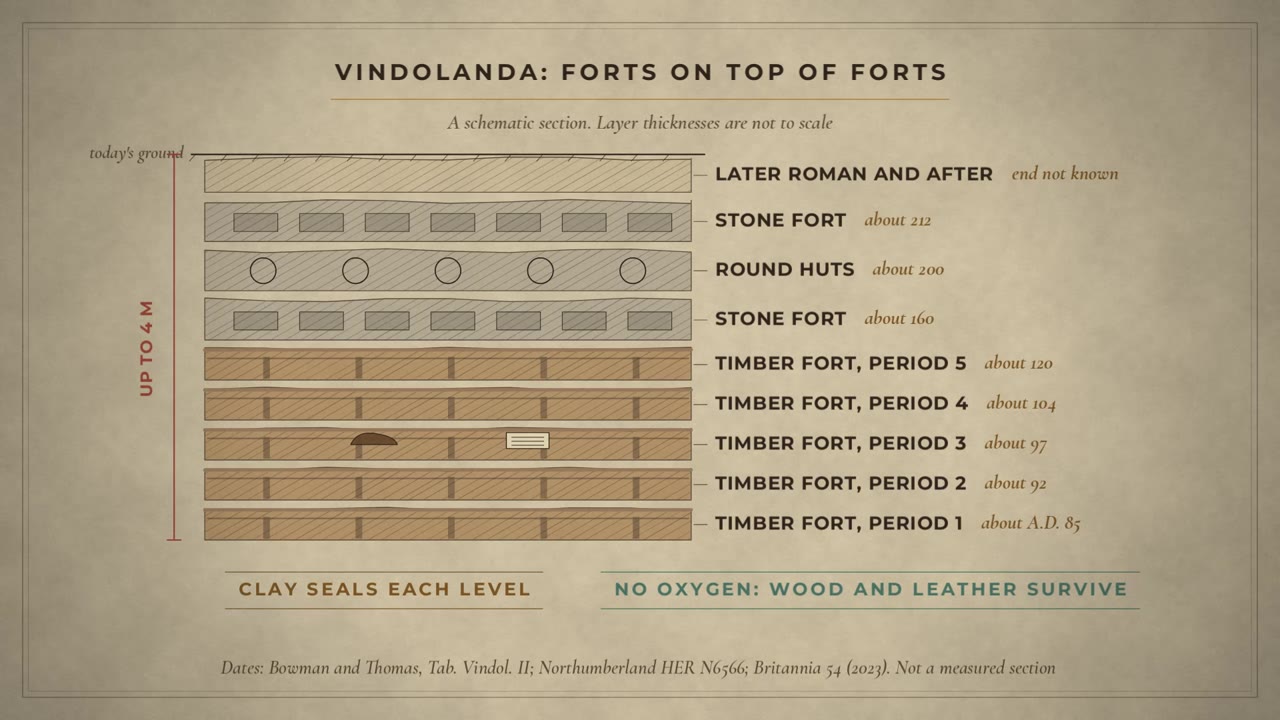 VINDOLANDA: FORTS ON TOP OF FORTS
A schematic section. Layer thicknesses are not to scale
today's ground
LATER ROMAN AND AFTER end not known
STONE FORT about 212
ROUND HUTS about 200
STONE FORT about 160
UP TO 4 M
TIMBER FORT, PERIOD 5 about 120
TIMBER FORT, PERIOD 4 about 104
TIMBER FORT, PERIOD 3 about 97
TIMBER FORT, PERIOD 2 about 92
TIMBER FORT, PERIOD 1 about A.D. 85
CLAY SEALS EACH LEVEL
NO OXYGEN: WOOD AND LEATHER SURVIVE
Dates: Bowman and Thomas, Tab. Vindol. II; Northumberland HER N6566; Britannia 54 (2023). Not a measured section